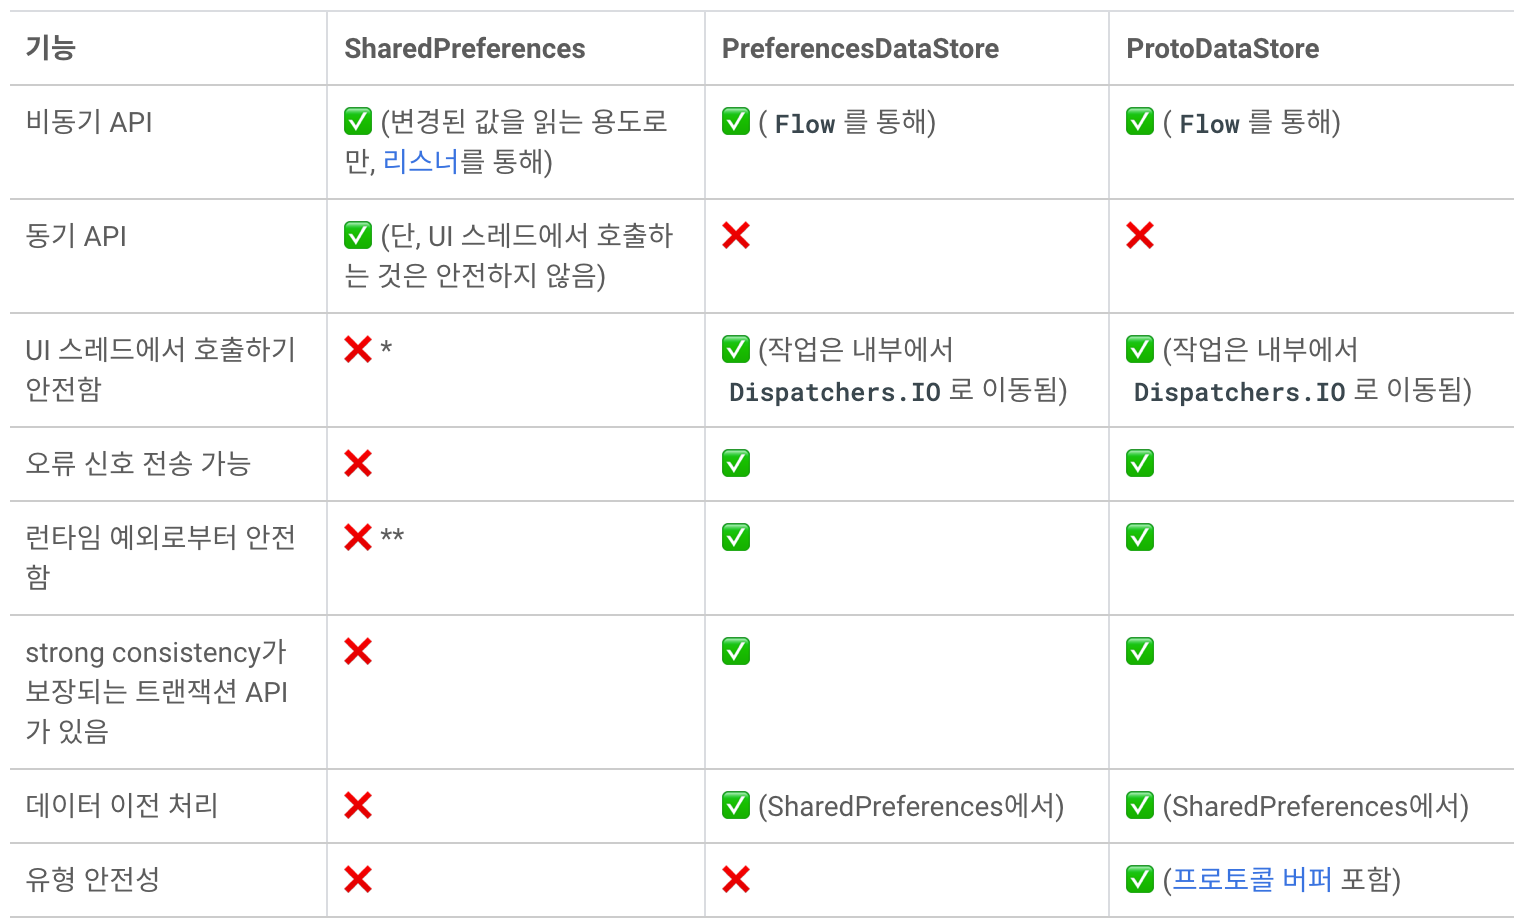 기능 SharedPreferences PreferencesDataStore ProtoDataStore
비동기 API ✅ (변경된 값을 읽는 용도로 ✅ ( Flow 를 통해) ✅ ( Flow 를 통해)
만, 리스너를 통해)
동기 API ✅ (단, UI 스레드에서 호출하 ❌ ❌
는 것은 안전하지 않음)
UI 스레드에서 호출하기 ❌ * ✅ (작업은 내부에서 ✅ (작업은 내부에서
안전함 Dispatchers.IO 로 이동됨) Dispatchers.IO 로 이동됨)
오류 신호 전송 가능 ❌ ✅ ✅
런타임 예외로부터 안전 ❌ ** ✅ ✅
함
strong consistency가 ❌ ✅ ✅
보장되는 트랜잭션 API
가 있음
데이터 이전 처리 ❌ ✅ (SharedPreferences에서) ✅ (SharedPreferences에서)
유형 안전성 ❌ ❌ ✅ (프로토콜 버퍼 포함)